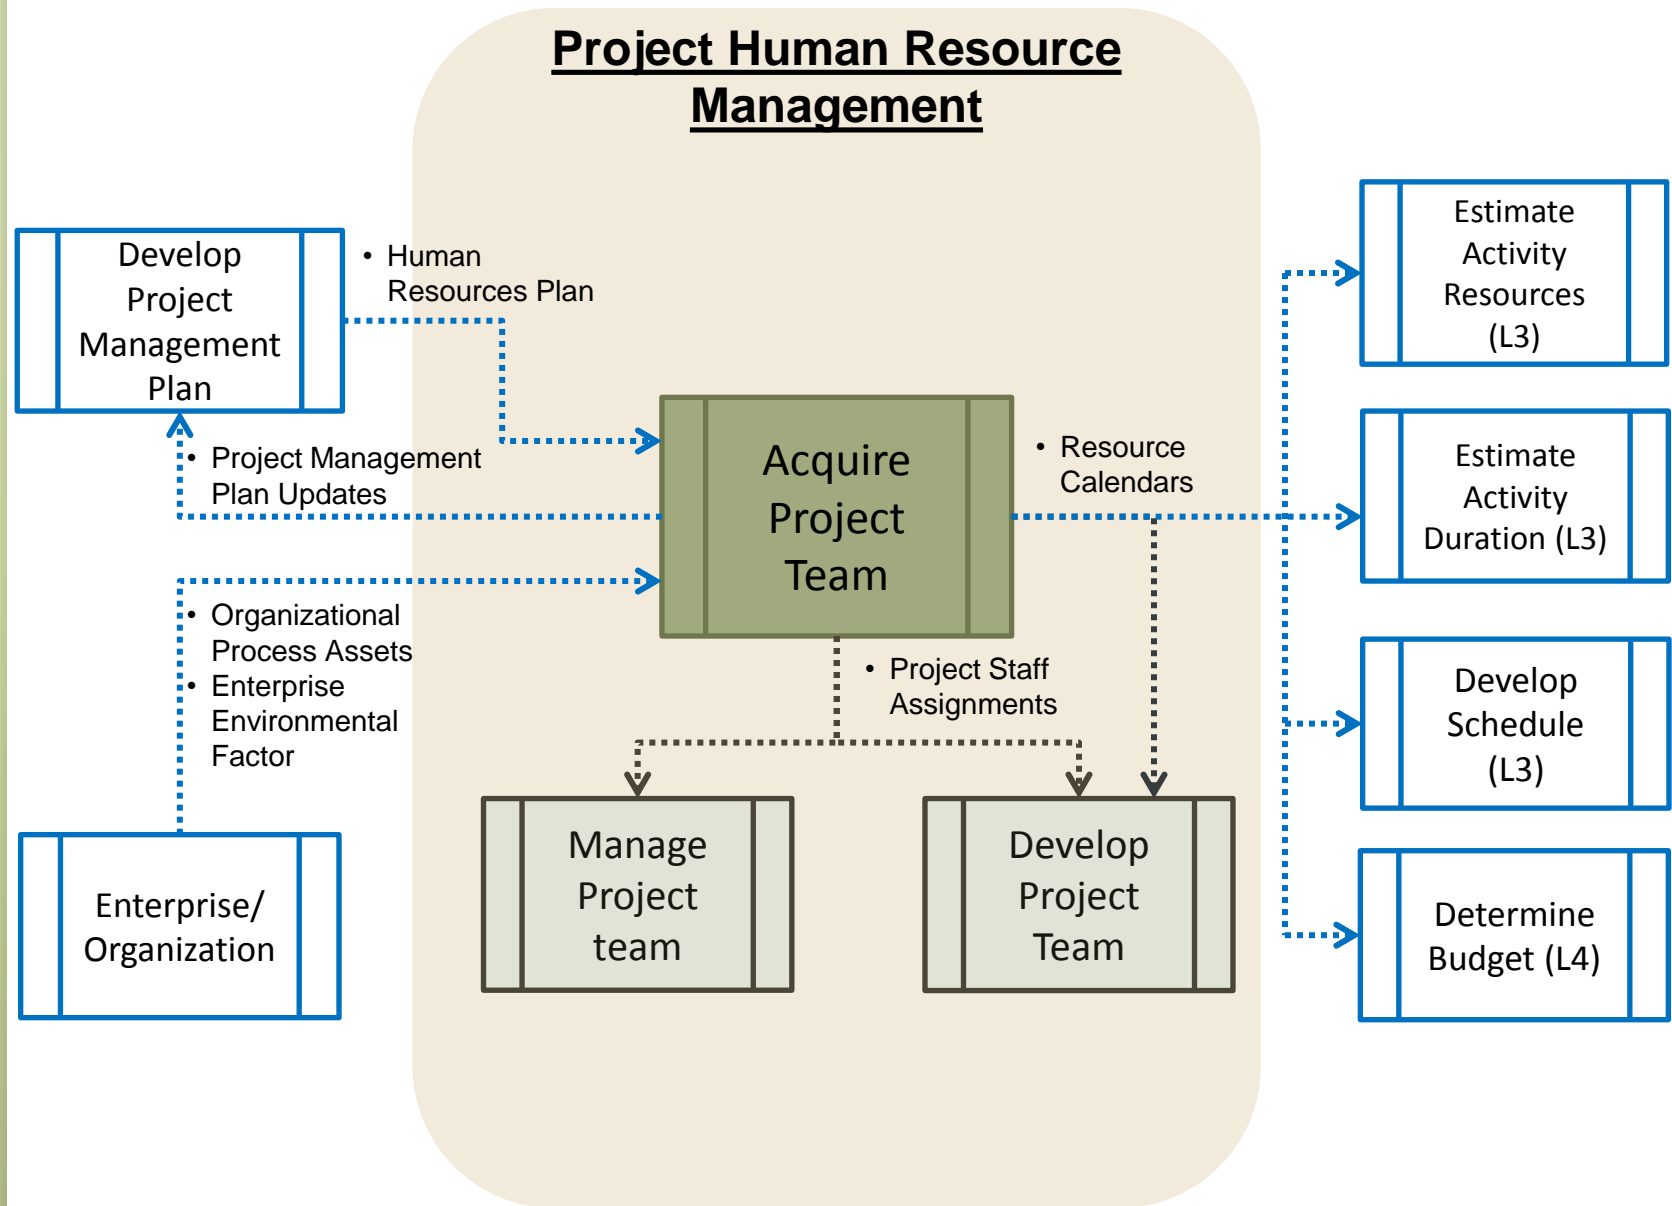 Project Human Resource
Management
Develop
Project
Management
Plan
• Human
Resources Plan
• Project Management
Plan Updates
• Organizational
Process Assets
• Enterprise
Environmental
Factor
Enterprise/
Organization
Acquire
Project
Team
• Resource
Calendars
• Project Staff
Assignments
Manage
Project
team
Develop
Project
Team
Estimate
Activity
Resources
(L3)
Estimate
Activity
Duration (L3)
Develop
Schedule
(L3)
Determine
Budget (L4)